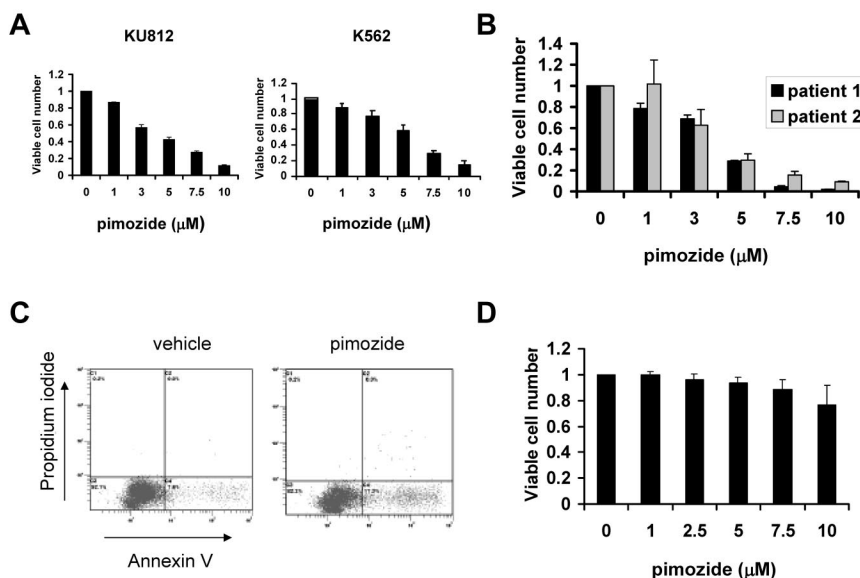 A
KU812
Viable cell number
1.2
1
0.8
0.6
0.4
0.2
0
0 1 3 5 7.5 10
pimozide (μM)
K562
Viable cell number
1.2
1
0.8
0.6
0.4
0.2
0
0 1 3 5 7.5 10
pimozide (μM)
B
Viable cell number
1.4
1.2
1
0.8
0.6
0.4
0.2
0
patient 1
patient 2
0 1 3 5 7.5 10
pimozide (μM)
C
vehicle
pimozide
Propidium iodide
Annexin V
D
Viable cell number
1.2
1
0.8
0.6
0.4
0.2
0
0 1 2.5 5 7.5 10
pimozide (μM)